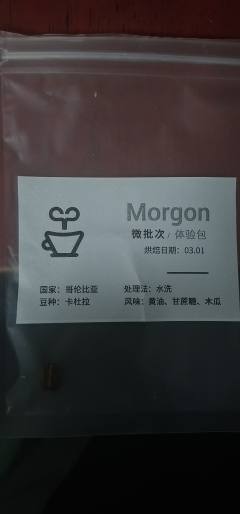 Morgon
微批次 / 体验包
烘焙日期：03.01
国家：哥伦比亚 处理法：水洗
豆种：卡杜拉 风味：黄油、甘蔗糖、木瓜